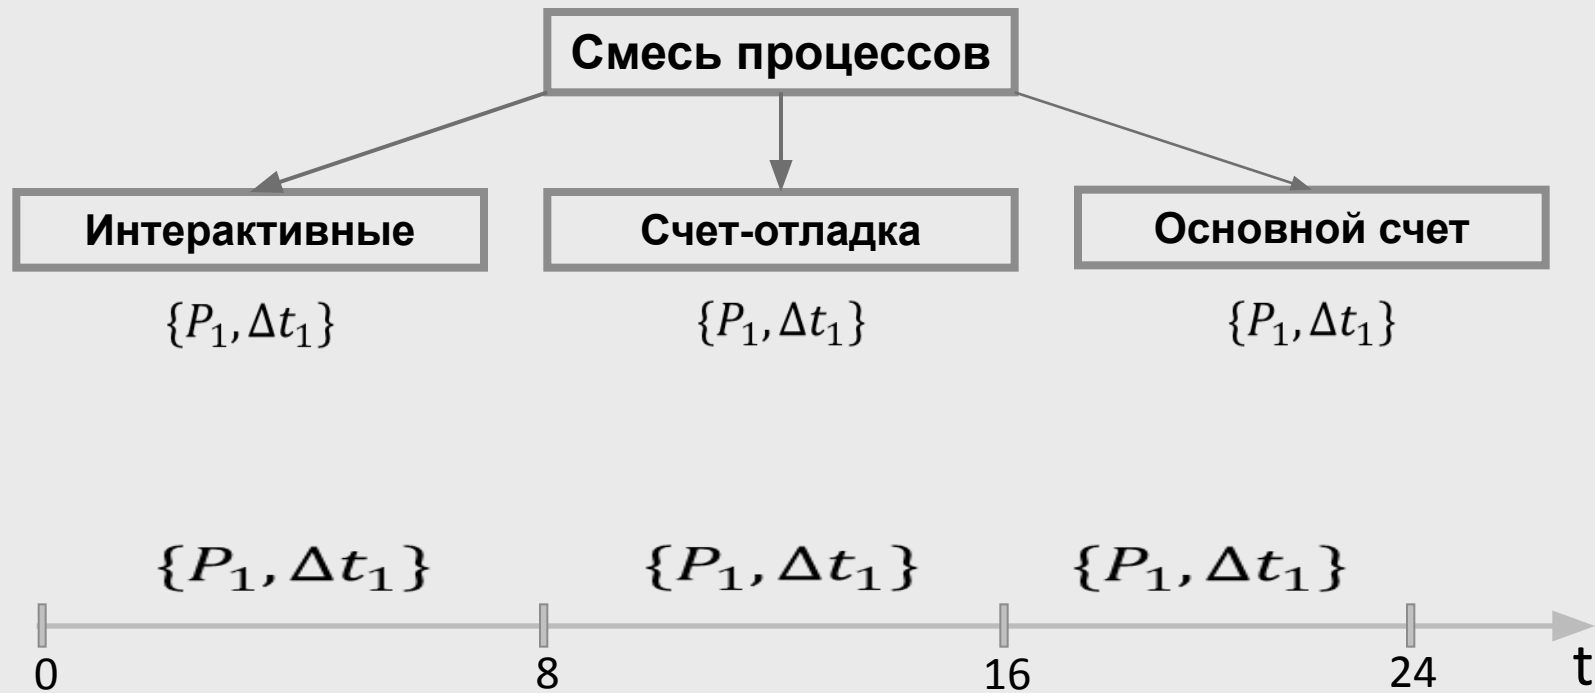 Смесь процессов
Интерактивные Счет-отладка Основной счет
{P₁, Δt₁} {P₁, Δt₁} {P₁, Δt₁}
{P₁, Δt₁} {P₁, Δt₁} {P₁, Δt₁}
0 8 16 24 t